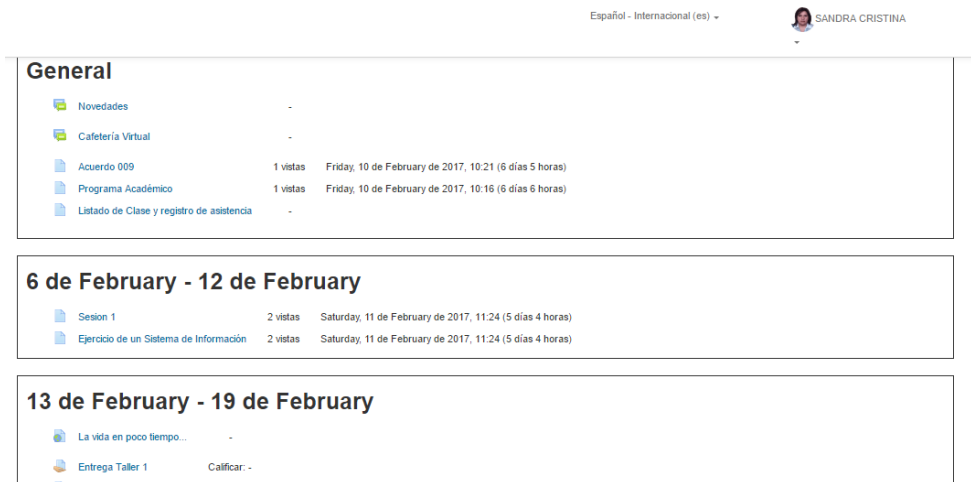 Español - Internacional (es)
SANDRA CRISTINA
General
Novedades -
Cafetería Virtual -
Acuerdo 009 1 vistas Friday, 10 de February de 2017, 10:21 (6 días 5 horas)
Programa Académico 1 vistas Friday, 10 de February de 2017, 10:16 (6 días 6 horas)
Listado de Clase y registro de asistencia -
6 de February - 12 de February
Sesion 1 2 vistas Saturday, 11 de February de 2017, 11:24 (5 días 4 horas)
Ejercicio de un Sistema de Información 2 vistas Saturday, 11 de February de 2017, 11:24 (5 días 4 horas)
13 de February - 19 de February
La vida en poco tiempo... -
Entrega Taller 1 Calificar: -